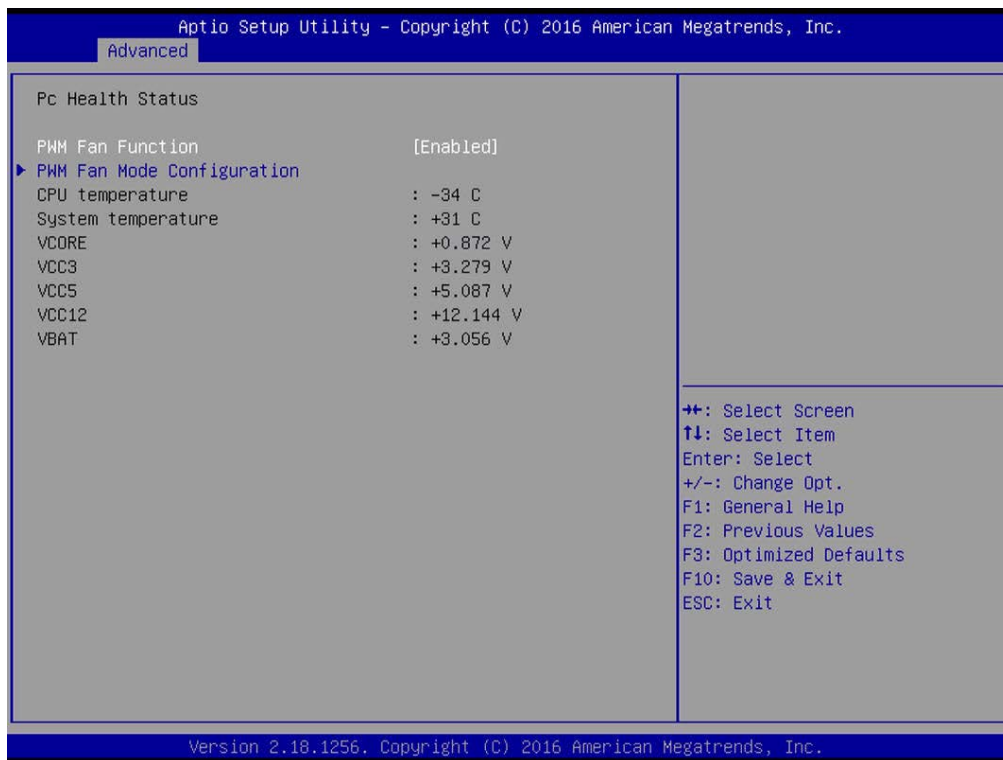 Aptio Setup Utility – Copyright (C) 2016 American Megatrends, Inc.
Advanced
Pc Health Status
PWM Fan Function [Enabled]
▶ PWM Fan Mode Configuration
CPU temperature : -34 C
System temperature : +31 C
VCORE : +0.872 V
VCC3 : +3.279 V
VCC5 : +5.087 V
VCC12 : +12.144 V
VBAT : +3.056 V
→←: Select Screen
↑↓: Select Item
Enter: Select
+/-: Change Opt.
F1: General Help
F2: Previous Values
F3: Optimized Defaults
F10: Save & Exit
ESC: Exit
Version 2.18.1256. Copyright (C) 2016 American Megatrends, Inc.